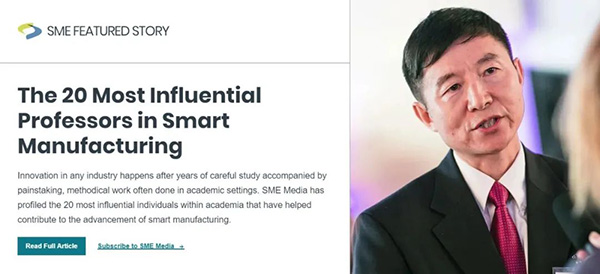 SME FEATURED STORY
The 20 Most Influential
Professors in Smart
Manufacturing
Innovation in any industry happens after years of careful study accompanied by
painstaking, methodical work often done in academic settings. SME Media has
profiled the 20 most influential individuals within academia that have helped
contribute to the advancement of smart manufacturing.
Read Full Article
Subscribe to SME Media →